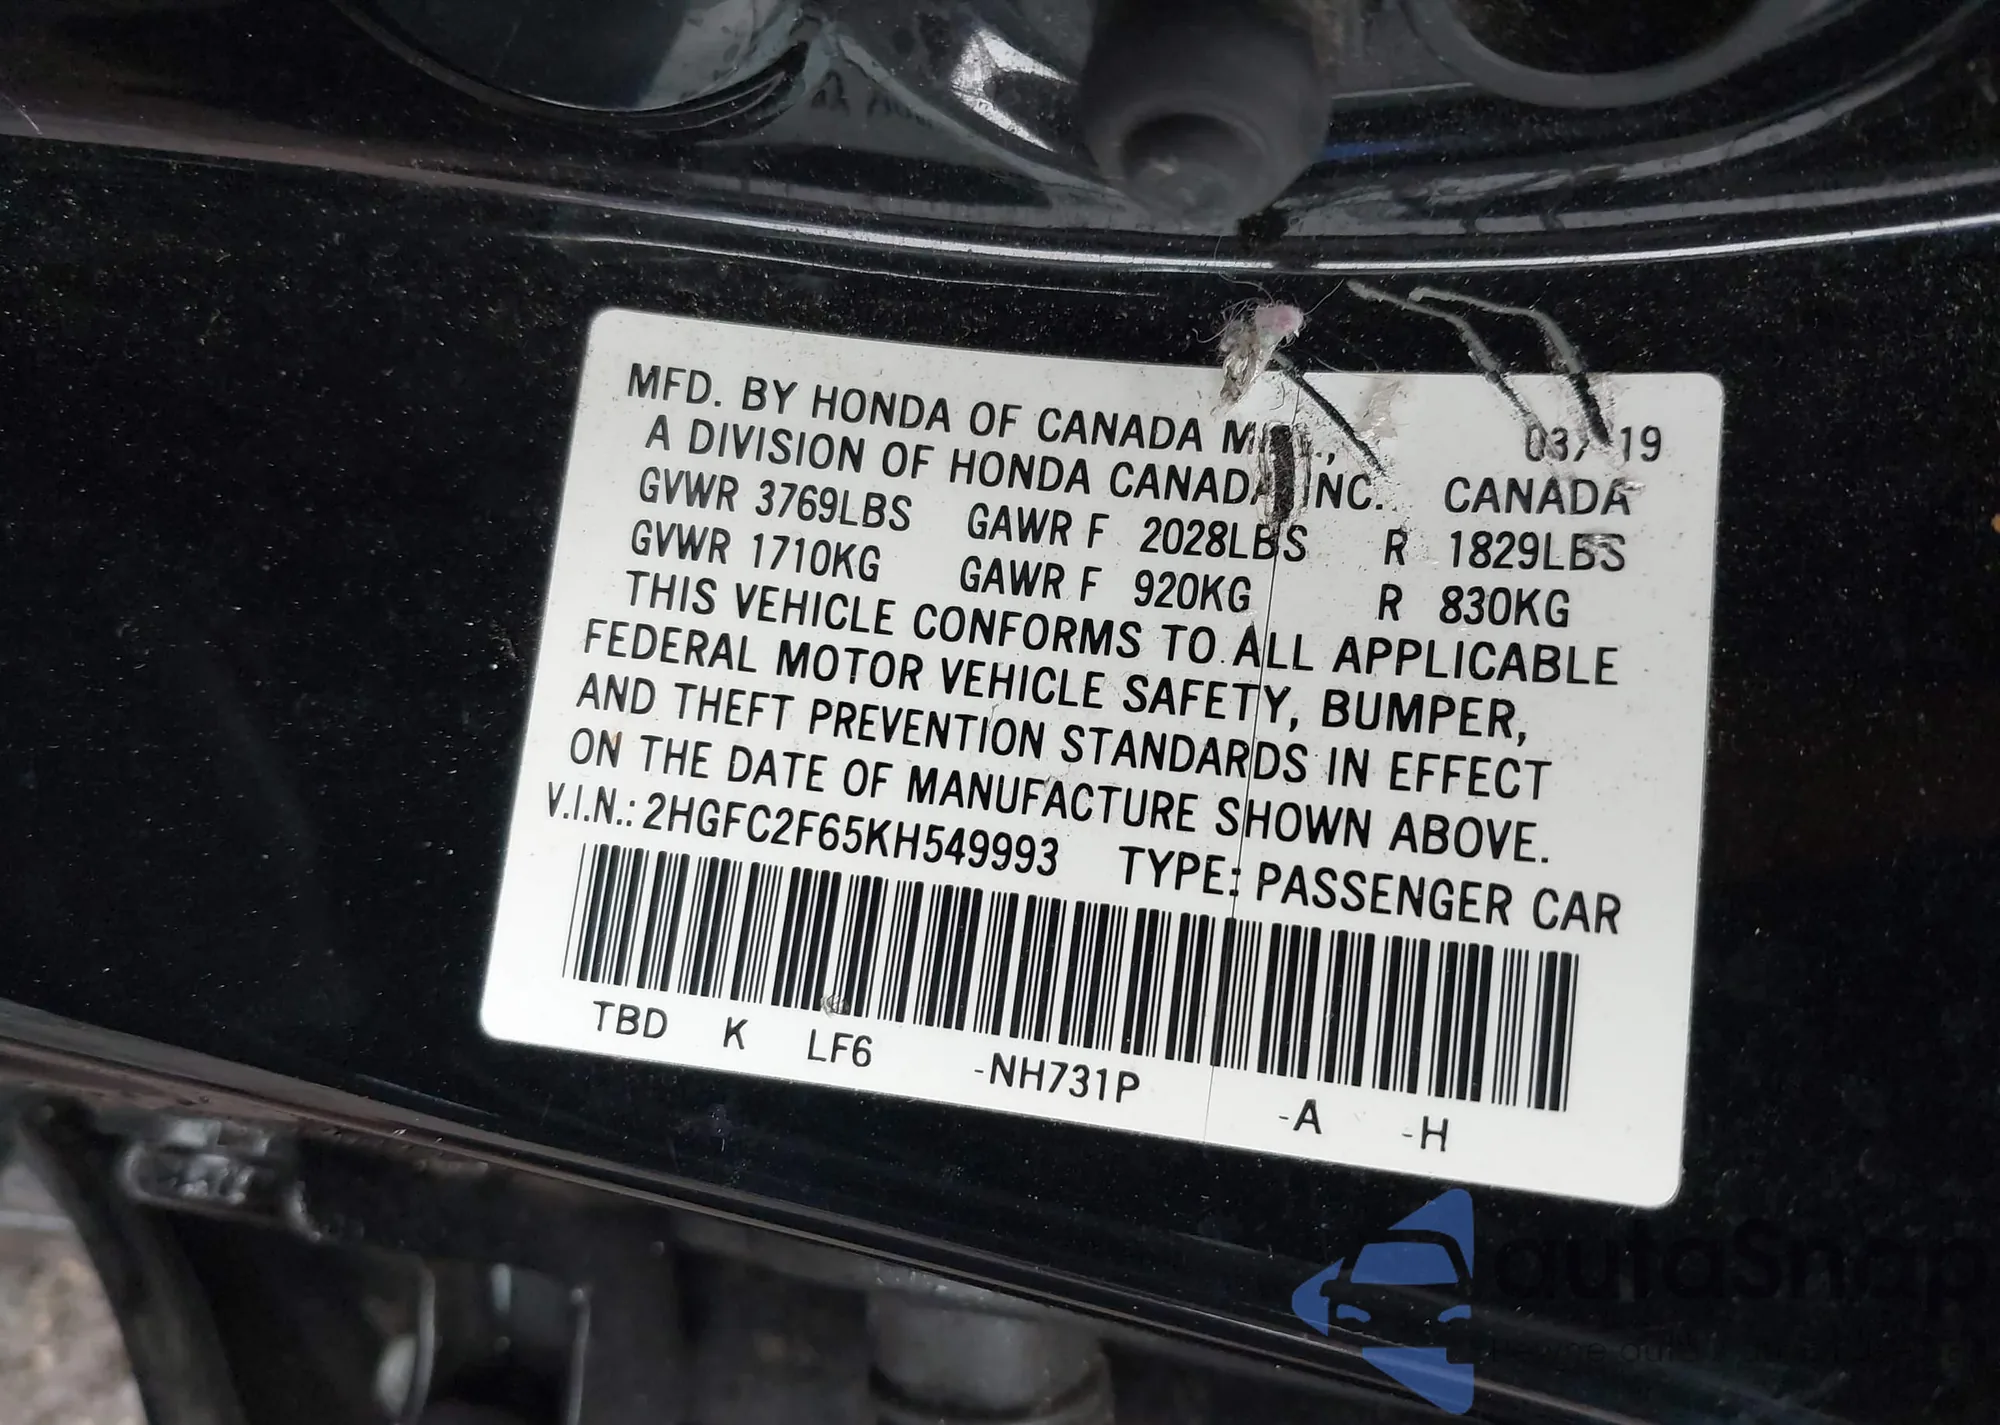 MFD. BY HONDA OF CANADA 19
A DIVISION OF HONDA CANADA INC. CANADA
GVWR 3769LBS GAWR F 2028LBS R 1829LBS
GVWR 1710KG GAWR F 920KG R 830KG
THIS VEHICLE CONFORMS TO ALL APPLICABLE
FEDERAL MOTOR VEHICLE SAFETY, BUMPER,
AND THEFT PREVENTION STANDARDS IN EFFECT
ON THE DATE OF MANUFACTURE SHOWN ABOVE.
V.I.N.: 2HGFC2F65KH549993 TYPE: PASSENGER CAR
TBD K LF6 -NH731P -A -H
autoSnap